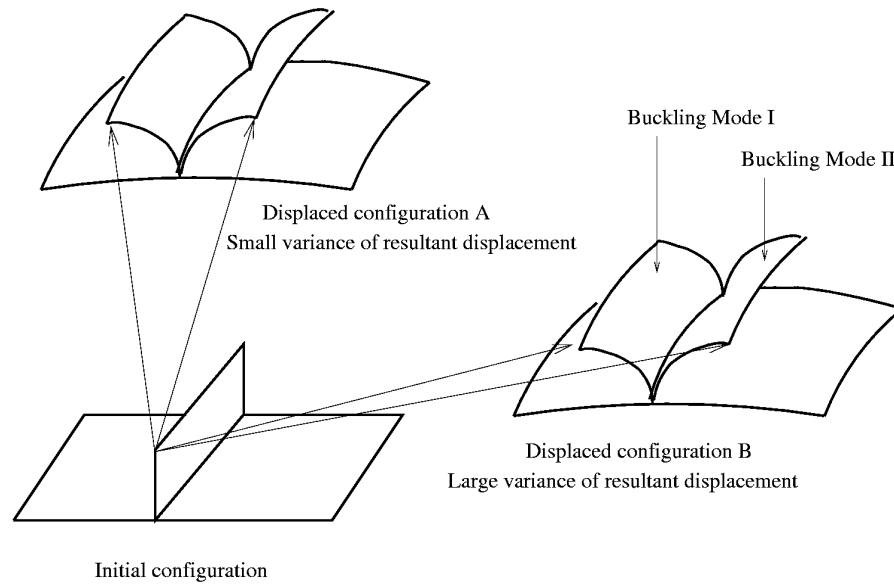 Buckling Mode I
Buckling Mode II
Displaced configuration A
Small variance of resultant displacement
Displaced configuration B
Large variance of resultant displacement
Initial configuration